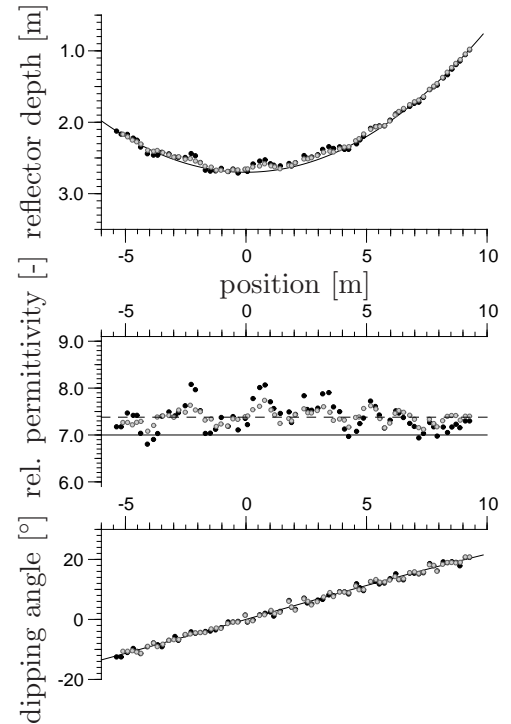 reflector depth [m]
1.0
2.0
3.0
-5 0 5 10
position [m]
rel. permittivity [-]
-5 0 5 10
9.0
8.0
7.0
6.0
dipping angle [°]
-5 0 5 10
20
0
-20